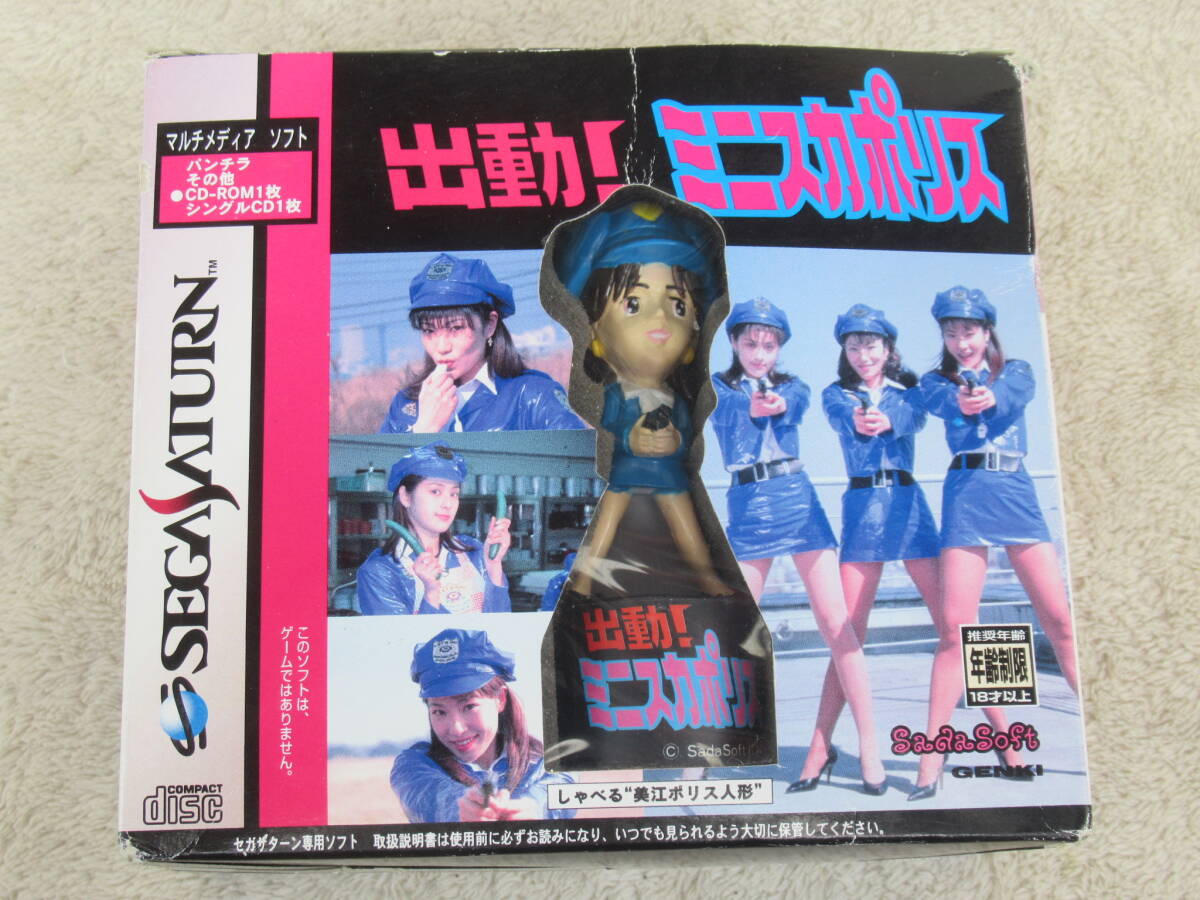 マルチメディア ソフト
パンチラ
その他
●CD-ROM1枚
シングルCD1枚
SEGA SATURN™
このソフトは、
ゲームではありません。
COMPACT
disc
出動!
ミニスカポリス
出動!
ミニスカポリス
© SadaSoft
しゃべる“美江ポリス人形”
推奨年齢
年齢制限
18才以上
SadaSoft
GENKI
セガサターン専用ソフト 取扱説明書は使用前に必ずお読みになり、いつでも見られるよう大切に保管してください。